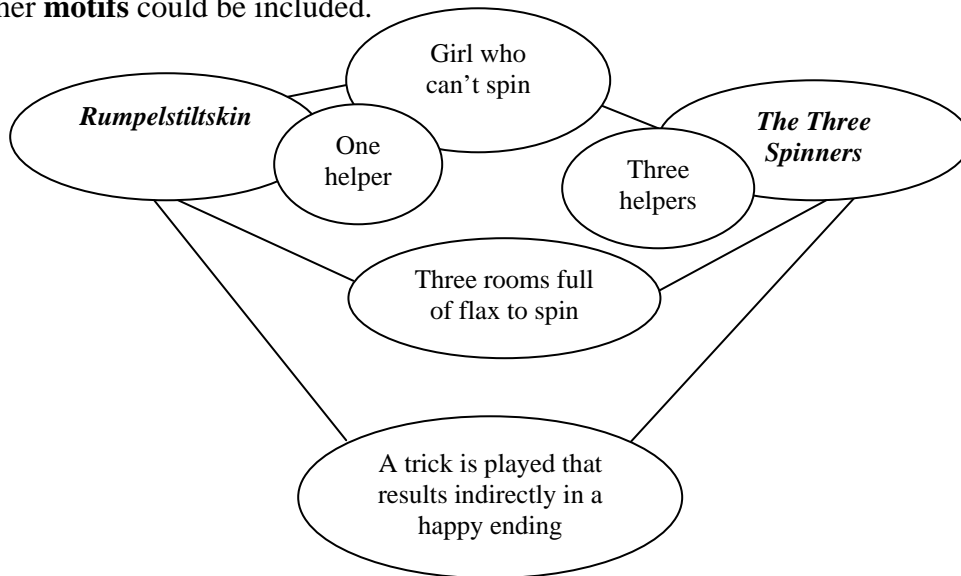 motifs could be included.
Girl who
can’t spin
Rumpelstiltskin
The Three
Spinners
One
helper
Three
helpers
Three rooms full
of flax to spin
A trick is played that
results indirectly in a
happy ending